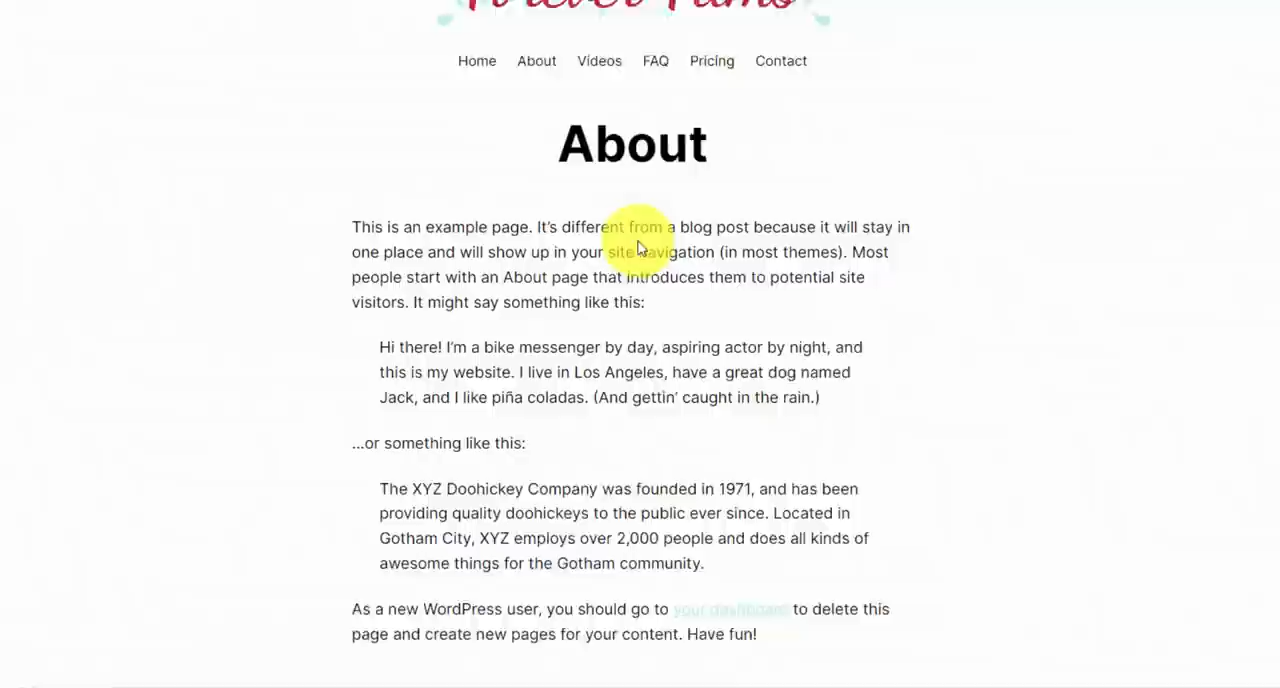 Forever Films
Home About Videos FAQ Pricing Contact
About
This is an example page. It’s different from a blog post because it will stay in
one place and will show up in your site navigation (in most themes). Most
people start with an About page that introduces them to potential site
visitors. It might say something like this:
Hi there! I’m a bike messenger by day, aspiring actor by night, and
this is my website. I live in Los Angeles, have a great dog named
Jack, and I like piña coladas. (And gettin’ caught in the rain.)
…or something like this:
The XYZ Doohickey Company was founded in 1971, and has been
providing quality doohickeys to the public ever since. Located in
Gotham City, XYZ employs over 2,000 people and does all kinds of
awesome things for the Gotham community.
As a new WordPress user, you should go to your dashboard to delete this
page and create new pages for your content. Have fun!